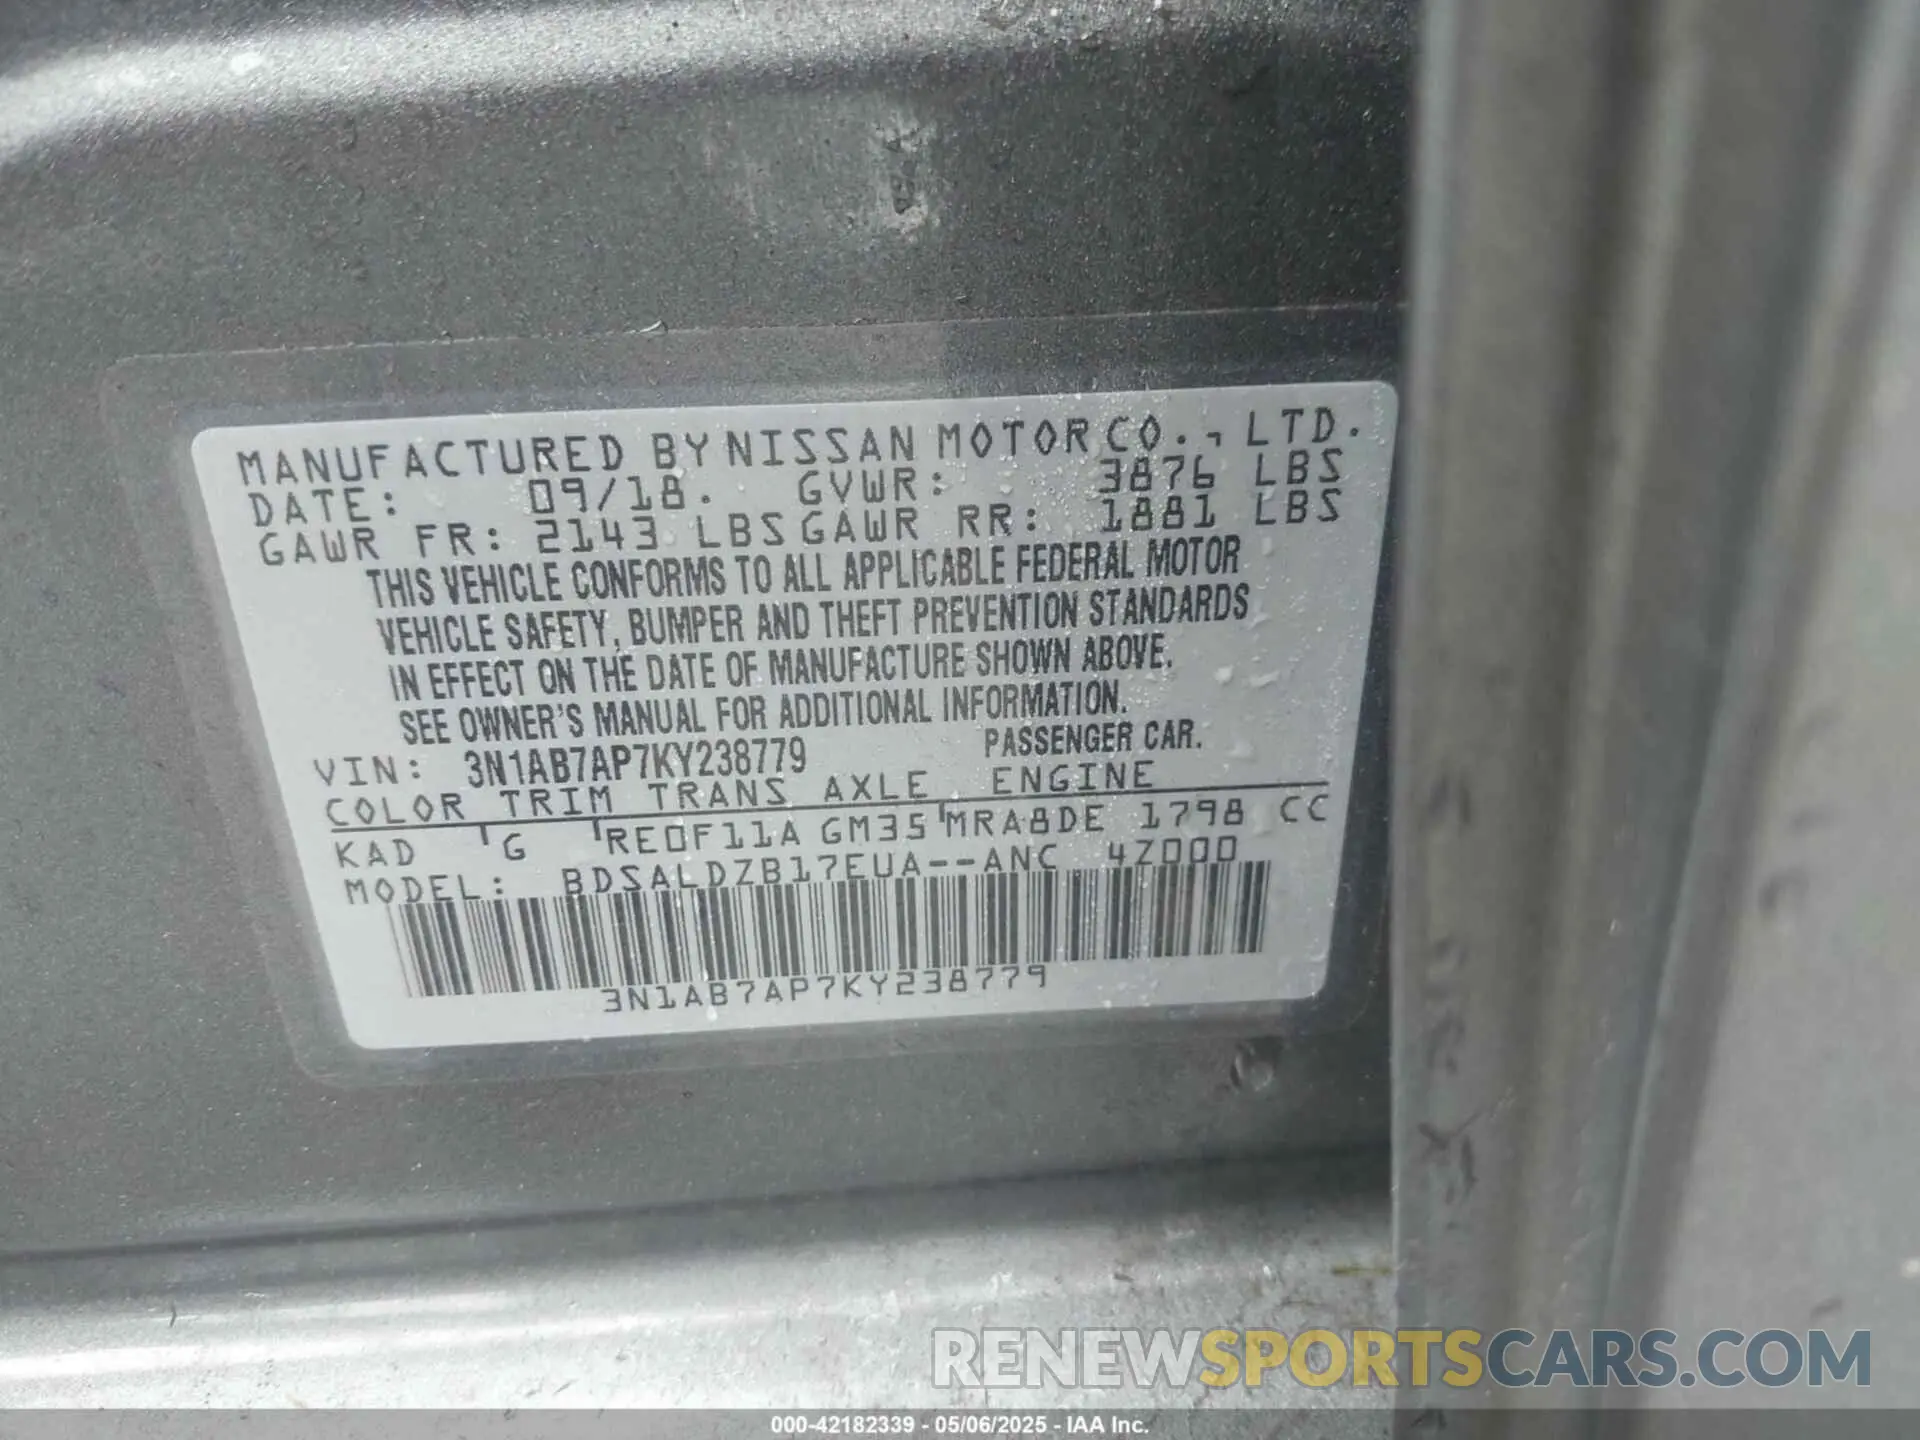 MANUFACTURED BY NISSAN MOTOR CO., LTD.
DATE: 09/18. GVWR: 3876 LBS
GAWR FR: 2143 LBS GAWR RR: 1881 LBS
THIS VEHICLE CONFORMS TO ALL APPLICABLE FEDERAL MOTOR
VEHICLE SAFETY, BUMPER AND THEFT PREVENTION STANDARDS
IN EFFECT ON THE DATE OF MANUFACTURE SHOWN ABOVE.
SEE OWNER'S MANUAL FOR ADDITIONAL INFORMATION.
VIN: 3N1AB7AP7KY238779 PASSENGER CAR.
COLOR TRIM TRANS AXLE ENGINE
KAD G RE0F11A GM35 MRA8DE 1798 CC
MODEL: BDSALDZB17EUA--ANC 4Z000
3N1AB7AP7KY238779
RENEWSPORTSCARS.COM
000-42182339 - 05/06/2025 - IAA Inc.